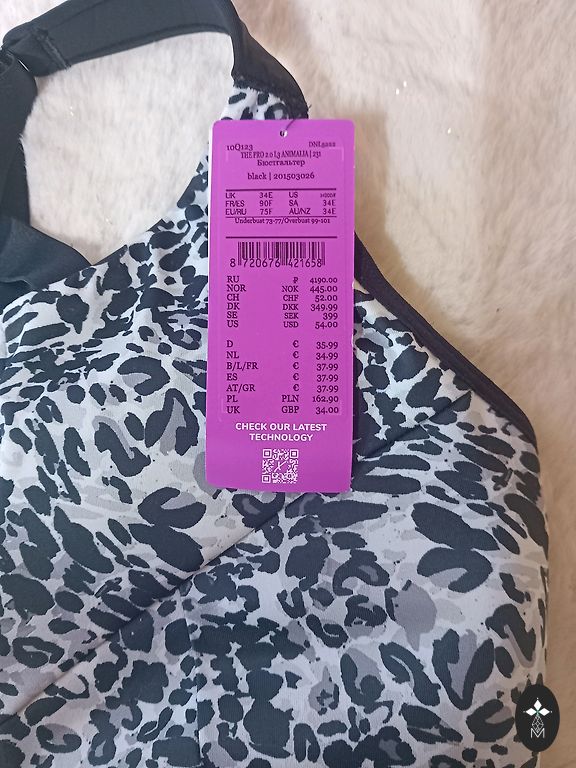 10Q123 DNL5222
THE PRO 2.0 L3 ANIMALIA | 231
Бюстгальтер
black | 201503026
UK 34E US
FR/ES 90F SA 34E
EU/RU 75F AU/NZ 34E
Underbust 73-77/Overbust 99-101
8 720676 421658
RU ₽ 4190.00
NOR NOK 445.00
CH CHF 52.00
DK DKK 349.99
SE SEK 399
US USD 54.00
D € 35.99
NL € 34.99
B/L/FR € 37.99
ES € 37.99
AT/GR € 37.99
PL PLN 162.90
UK GBP 34.00
CHECK OUR LATEST
TECHNOLOGY